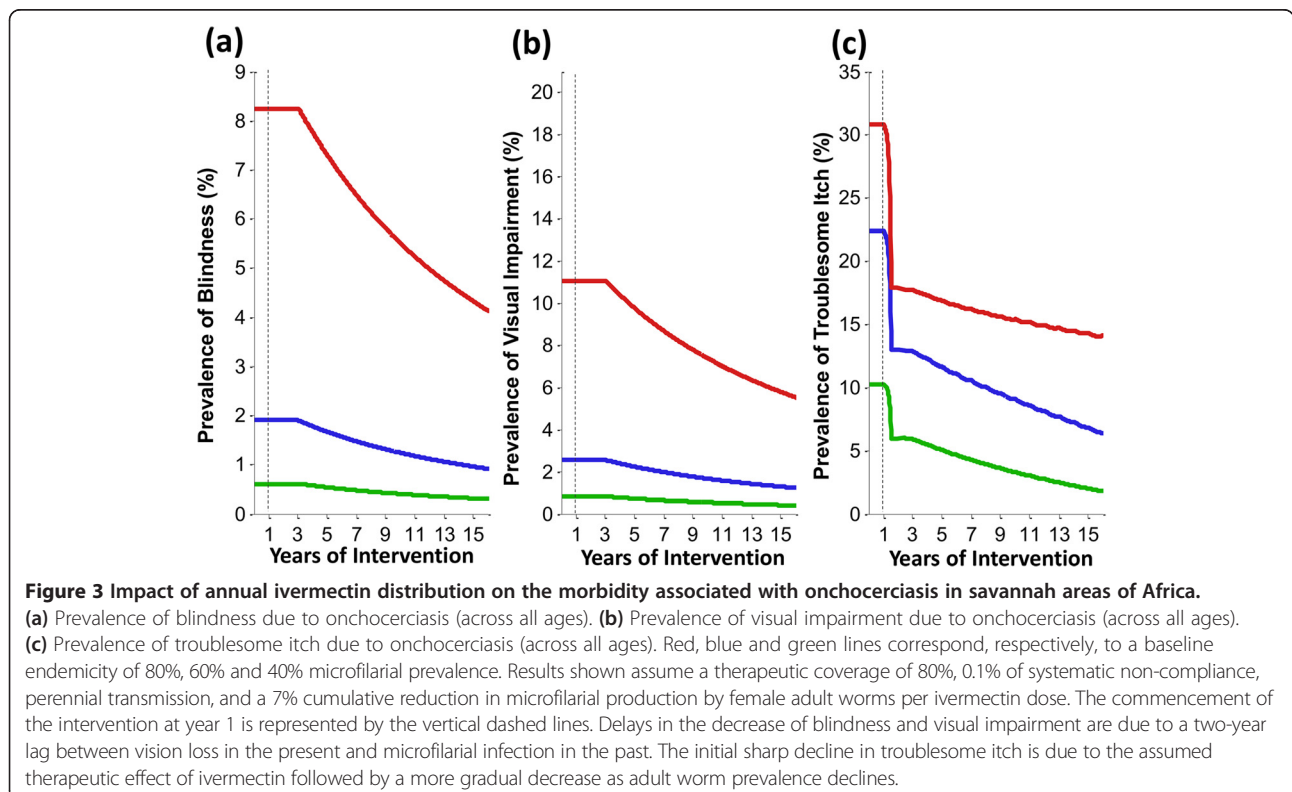 (a)
(b)
(c)
Prevalence of Blindness (%)
9
8
7
6
5
4
3
2
1
0
1 3 5 7 9 11 13 15
Years of Intervention
Prevalence of Visual Impairment (%)
20
18
16
14
12
10
8
6
4
2
0
1 3 5 7 9 11 13 15
Years of Intervention
Prevalence of Troublesome Itch (%)
35
30
25
20
15
10
5
0
1 3 5 7 9 11 13 15
Years of Intervention
Figure 3 Impact of annual ivermectin distribution on the morbidity associated with onchocerciasis in savannah areas of Africa.
(a) Prevalence of blindness due to onchocerciasis (across all ages). (b) Prevalence of visual impairment due to onchocerciasis (across all ages).
(c) Prevalence of troublesome itch due to onchocerciasis (across all ages). Red, blue and green lines correspond, respectively, to a baseline
endemicity of 80%, 60% and 40% microfilarial prevalence. Results shown assume a therapeutic coverage of 80%, 0.1% of systematic non-compliance,
perennial transmission, and a 7% cumulative reduction in microfilarial production by female adult worms per ivermectin dose. The commencement of
the intervention at year 1 is represented by the vertical dashed lines. Delays in the decrease of blindness and visual impairment are due to a two-year
lag between vision loss in the present and microfilarial infection in the past. The initial sharp decline in troublesome itch is due to the assumed
therapeutic effect of ivermectin followed by a more gradual decrease as adult worm prevalence declines.